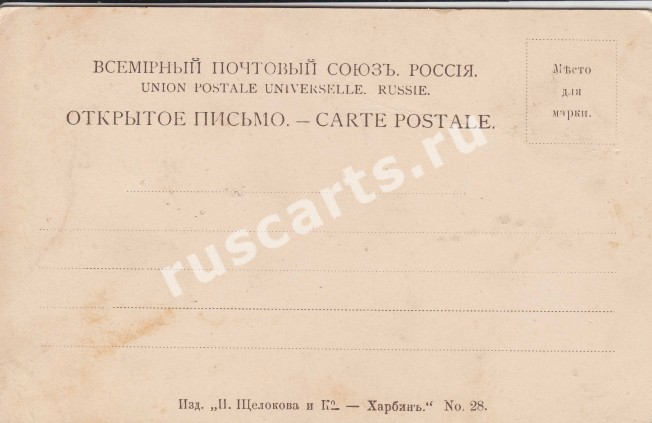 ВСЕМІРНЫЙ ПОЧТОВЫЙ СОЮЗЪ. РОССІЯ.
UNION POSTALE UNIVERSELLE. RUSSIE.
ОТКРЫТОЕ ПИСЬМО. — CARTE POSTALE.
Мѣсто
для
марки.
ruscarts.ru
Изд. „И. Щелокова и Ко. — Харбинъ.“ No. 28.